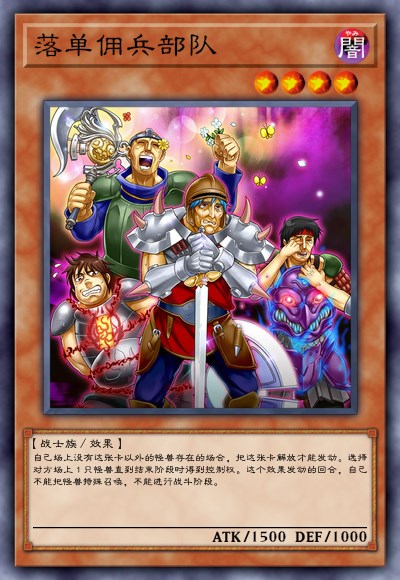 落单佣兵部队
やみ
闇
【战士族／效果】
自己场上没有这张卡以外的怪兽存在的场合，把这张卡解放才能发动。选择
对方场上１只怪兽直到结束阶段时得到控制权。这个效果发动的回合，自己
不能把怪兽特殊召唤，不能进行战斗阶段。
ATK/1500 DEF/1000